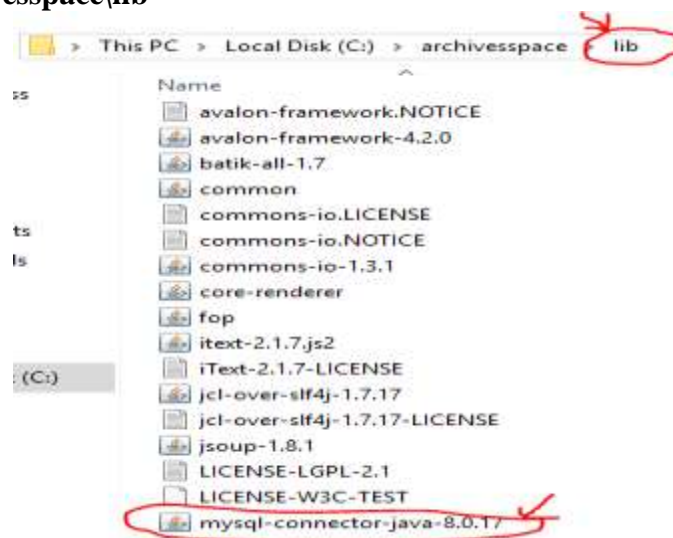 esspace\lib
> This PC > Local Disk (C:) > archivesspace > lib
Name
ss
avalon-framework.NOTICE
avalon-framework-4.2.0
batik-all-1.7
common
commons-io.LICENSE
ts
commons-io.NOTICE
ls
commons-io-1.3.1
core-renderer
fop
itext-2.1.7.js2
iText-2.1.7-LICENSE
(C:)
jcl-over-slf4j-1.7.17
jcl-over-slf4j-1.7.17-LICENSE
jsoup-1.8.1
LICENSE-LGPL-2.1
LICENSE-W3C-TEST
mysql-connector-java-8.0.17